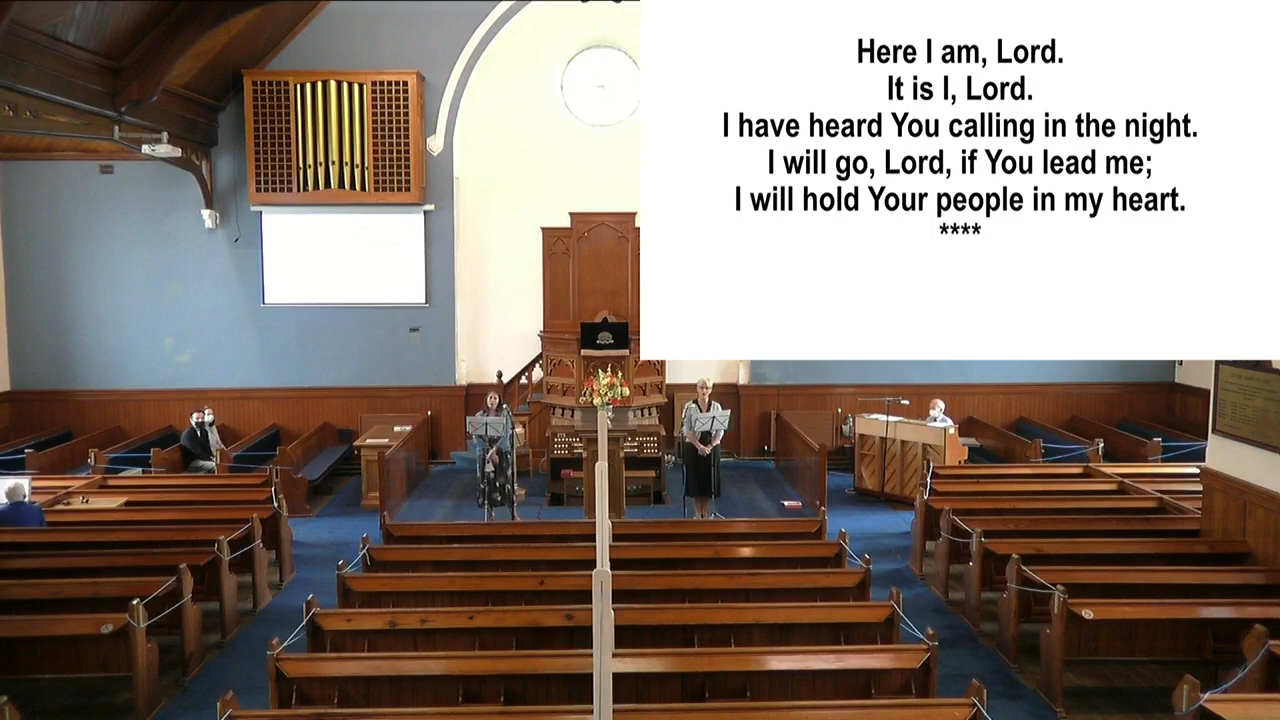 Here I am, Lord.
It is I, Lord.
I have heard You calling in the night.
I will go, Lord, if You lead me;
I will hold Your people in my heart.
****